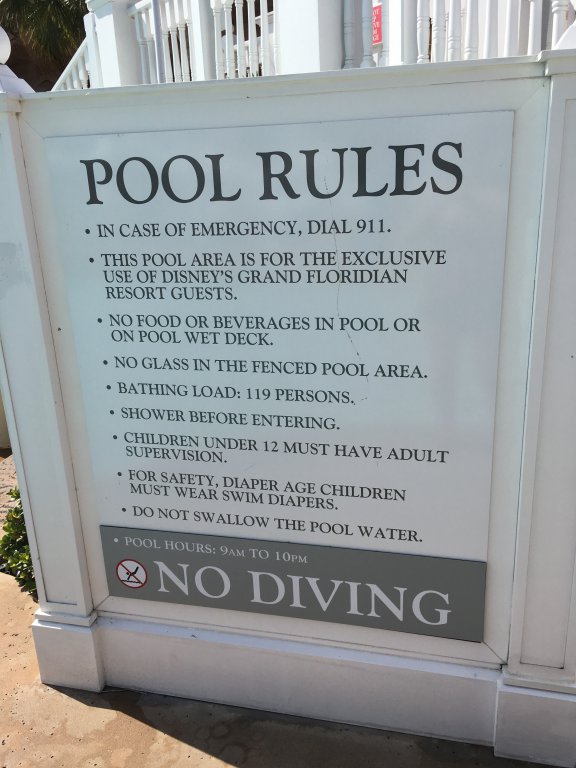 POOL RULES
• IN CASE OF EMERGENCY, DIAL 911.
• THIS POOL AREA IS FOR THE EXCLUSIVE
USE OF DISNEY'S GRAND FLORIDIAN
RESORT GUESTS.
• NO FOOD OR BEVERAGES IN POOL OR
ON POOL WET DECK.
• NO GLASS IN THE FENCED POOL AREA.
• BATHING LOAD: 119 PERSONS.
• SHOWER BEFORE ENTERING.
• CHILDREN UNDER 12 MUST HAVE ADULT
SUPERVISION.
• FOR SAFETY, DIAPER AGE CHILDREN
MUST WEAR SWIM DIAPERS.
• DO NOT SWALLOW THE POOL WATER.
• POOL HOURS: 9AM TO 10PM
NO DIVING